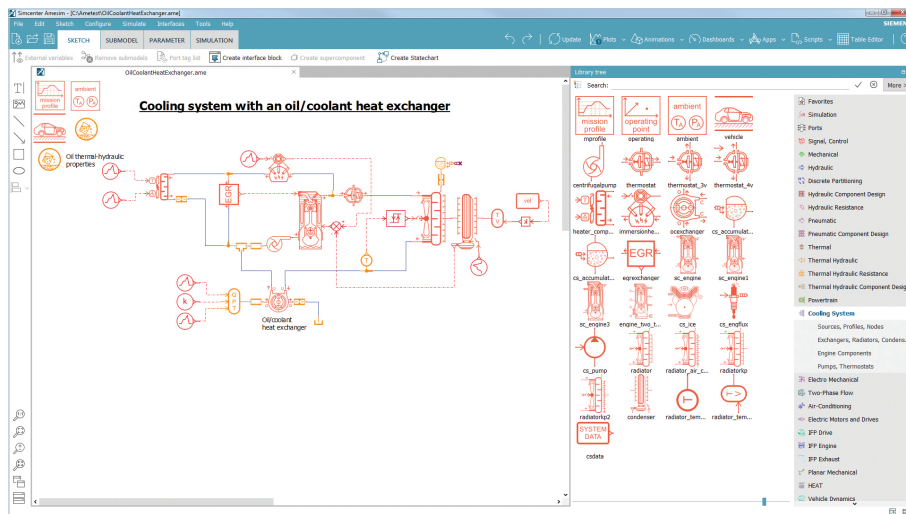 Simcenter Amesim - [C:\Ametest\OilCoolantHeatExchanger.ame]
File Edit Sketch Configure Simulate Interfaces Tools Help
SIEMEN
SKETCH SUBMODEL PARAMETER SIMULATION
Update Plots Animations Dashboards Apps Scripts Table Editor
External variables Remove submodels Port tag list Create interface block Create supercomponent Create Statechart
OilCoolantHeatExchanger.ame
Library tree
Search:
More >
mission profile
ambient
TA PA
Cooling system with an oil/coolant heat exchanger
Oil thermal-hydraulic
properties
EGR
vel
T
k
Oil/coolant
heat exchanger
mission profile
operating point
ambient
TA PA
mprofile operating ambient vehicle
centrifugalpump thermostat thermostat_3v thermostat_4v
heater_comp... immersionhe... ocexchanger cs_accumulat...
EGR
cs_accumulat... egrexchanger sc_engine sc_engine1
sc_engine3 engine_two_t... cs_ice cs_engflux
cs_pump radiator radiator_air_c... radiatorkp
radiatorkp2 condenser radiator_tem... radiator_tem...
SYSTEM
DATA
csdata
Favorites
Simulation
Ports
Signal, Control
Mechanical
Hydraulic
Discrete Partitioning
Hydraulic Component Design
Hydraulic Resistance
Pneumatic
Pneumatic Component Design
Thermal
Thermal Hydraulic
Thermal Hydraulic Resistance
Thermal Hydraulic Component Desig
Powertrain
Cooling System
Sources, Profiles, Nodes
Exchangers, Radiators, Condens.
Engine Components
Pumps, Thermostats
Electro Mechanical
Two-Phase Flow
Air-Conditioning
Electric Motors and Drives
IFP Drive
IFP Engine
IFP Exhaust
Planar Mechanical
HEAT
Vehicle Dynamics